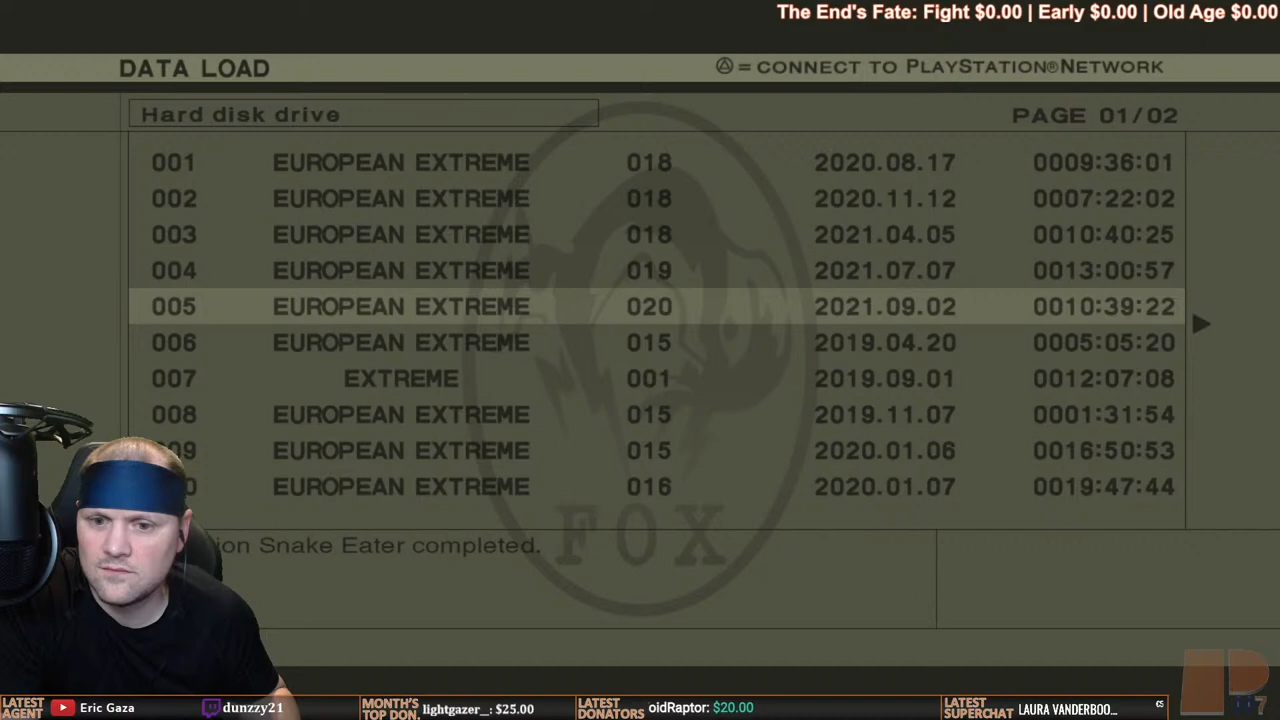 The End's Fate: Fight $0.00 | Early $0.00 | Old Age $0.00
DATA LOAD
Ⓐ = CONNECT TO PLAYSTATION®NETWORK
Hard disk drive
PAGE 01/02
001 EUROPEAN EXTREME 018 2020.08.17 0009:36:01
002 EUROPEAN EXTREME 018 2020.11.12 0007:22:02
003 EUROPEAN EXTREME 018 2021.04.05 0010:40:25
004 EUROPEAN EXTREME 019 2021.07.07 0013:00:57
005 EUROPEAN EXTREME 020 2021.09.02 0010:39:22
006 EUROPEAN EXTREME 015 2019.04.20 0005:05:20
007 EXTREME 001 2019.09.01 0012:07:08
008 EUROPEAN EXTREME 015 2019.11.07 0001:31:54
09 EUROPEAN EXTREME 015 2020.01.06 0016:50:53
0 EUROPEAN EXTREME 016 2020.01.07 0019:47:44
ion Snake Eater completed.
FOX
LATEST AGENT Eric Gaza dunzzy21
MONTH'S TOP DON. lightgazer_: $25.00
LATEST DONATORS oidRaptor: $20.00
LATEST SUPERCHAT LAURA VANDERBOO...